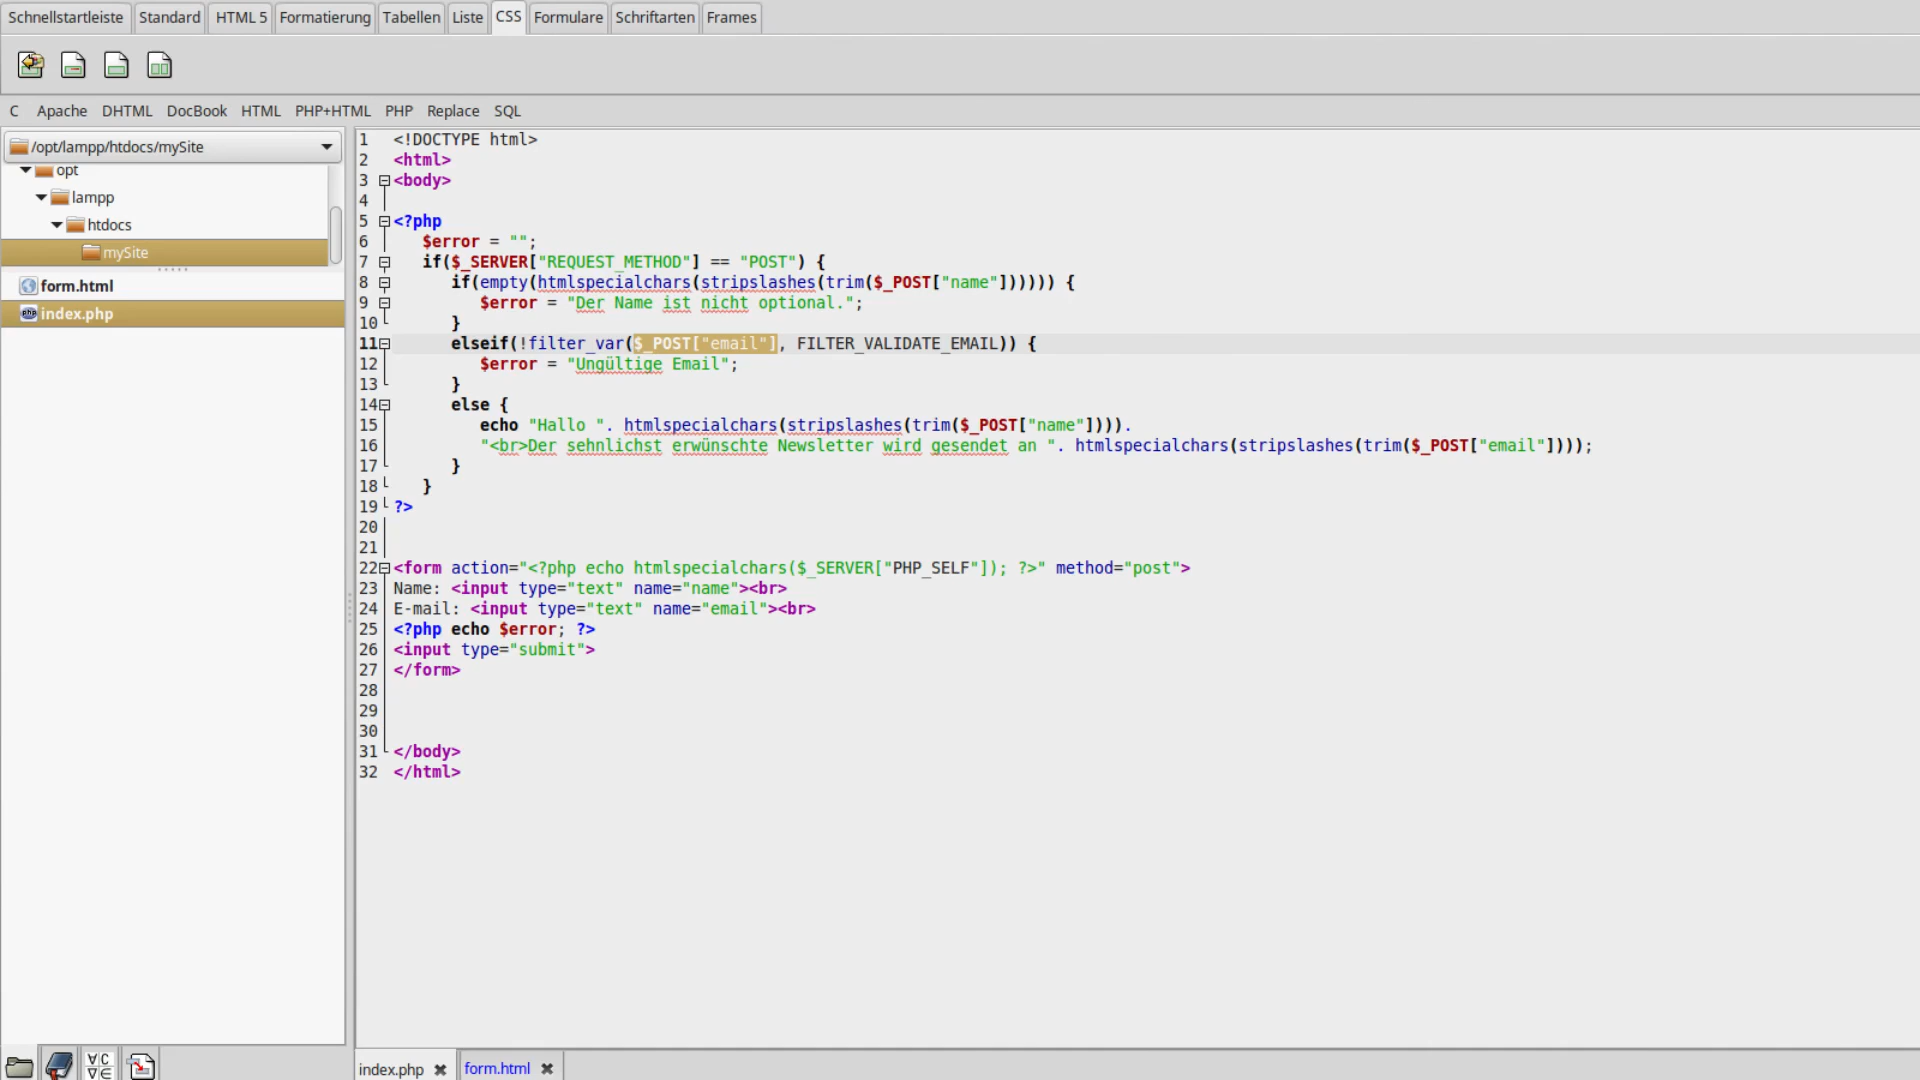 Schnellstartleiste Standard HTML 5 Formatierung Tabellen Liste CSS Formulare Schriftarten Frames
C Apache DHTML DocBook HTML PHP+HTML PHP Replace SQL
/opt/lampp/htdocs/mySite
opt
lampp
htdocs
mySite
form.html
index.php
1 <!DOCTYPE html>
2 <html>
3 <body>
4
5 <?php
6 $error = "";
7 if($_SERVER["REQUEST_METHOD"] == "POST") {
8 if(empty(htmlspecialchars(stripslashes(trim($_POST["name"]))))) {
9 $error = "Der Name ist nicht optional.";
10 }
11 elseif(!filter_var($_POST["email"], FILTER_VALIDATE_EMAIL)) {
12 $error = "Ungültige Email";
13 }
14 else {
15 echo "Hallo ". htmlspecialchars(stripslashes(trim($_POST["name"]))).
16 "<br>Der sehnlichst erwünschte Newsletter wird gesendet an ". htmlspecialchars(stripslashes(trim($_POST["email"])));
17 }
18 }
19 ?>
20
21
22 <form action="<?php echo htmlspecialchars($_SERVER["PHP_SELF"]); ?>" method="post">
23 Name: <input type="text" name="name"><br>
24 E-mail: <input type="text" name="email"><br>
25 <?php echo $error; ?>
26 <input type="submit">
27 </form>
28
29
30
31 </body>
32 </html>
index.php form.html